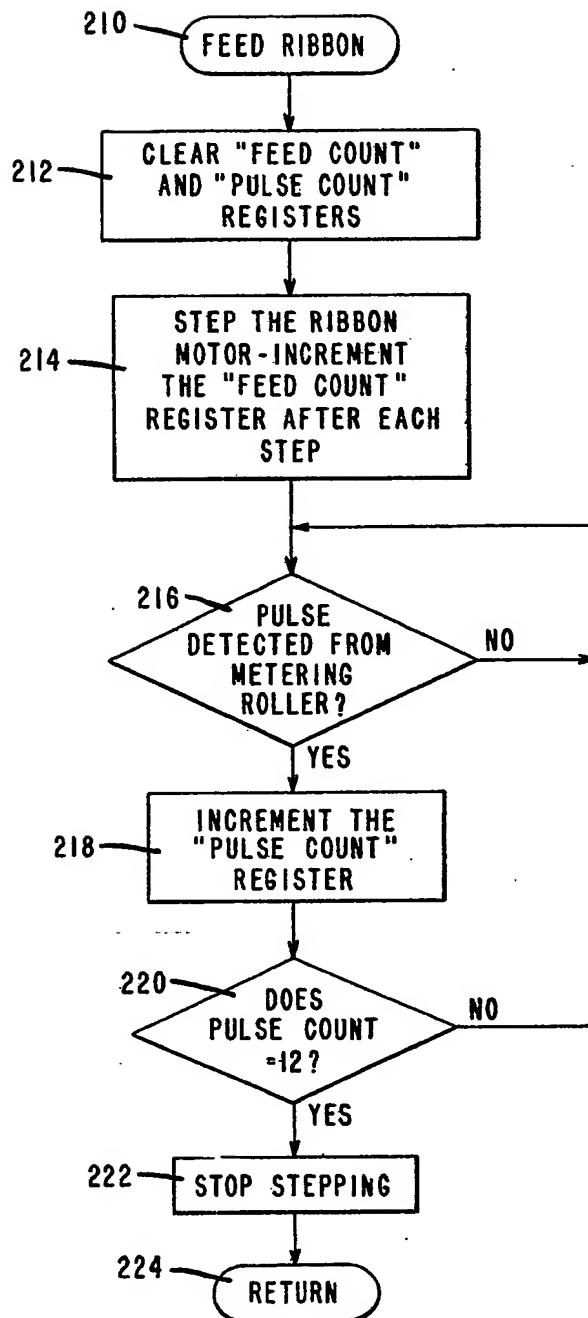 210
FEED RIBBON
212
CLEAR "FEED COUNT"
AND "PULSE COUNT"
REGISTERS
214
STEP THE RIBBON
MOTOR-INCREMENT
THE "FEED COUNT"
REGISTER AFTER EACH
STEP
216
PULSE
DETECTED FROM
METERING
ROLLER?
NO
YES
218
INCREMENT THE
"PULSE COUNT"
REGISTER
220
DOES
PULSE COUNT
=12?
NO
YES
222
STOP STEPPING
224
RETURN